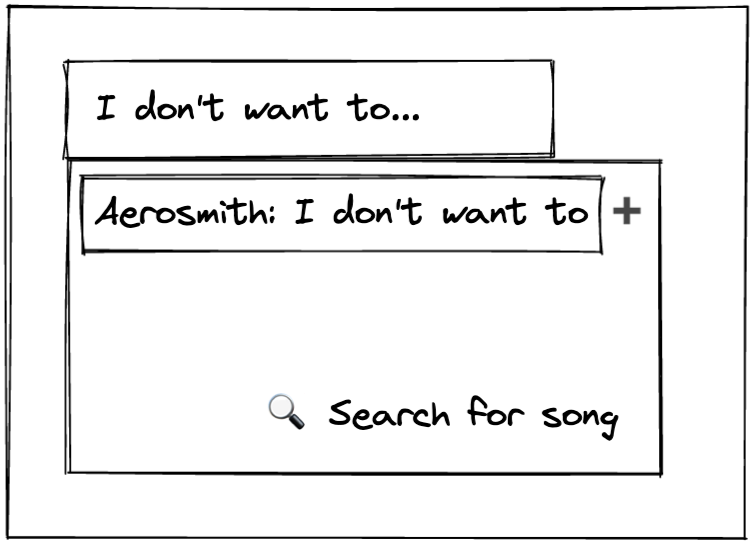 I don't want to...
Aerosmith: I don't want to +
🔍 Search for song